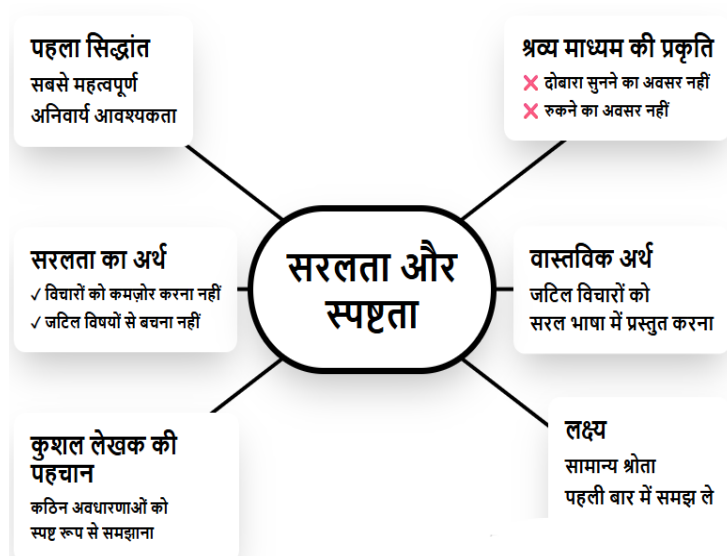 पहला सिद्धांत
सबसे महत्वपूर्ण
अनिवार्य आवश्यकता
श्रव्य माध्यम की प्रकृति
❌ दोबारा सुनने का अवसर नहीं
❌ रुकने का अवसर नहीं
सरलता का अर्थ
✓ विचारों को कमज़ोर करना नहीं
✓ जटिल विषयों से बचना नहीं
सरलता और
स्पष्टता
वास्तविक अर्थ
जटिल विचारों को
सरल भाषा में प्रस्तुत करना
कुशल लेखक की
पहचान
कठिन अवधारणाओं को
स्पष्ट रूप से समझाना
लक्ष्य
सामान्य श्रोता
पहली बार में समझ ले